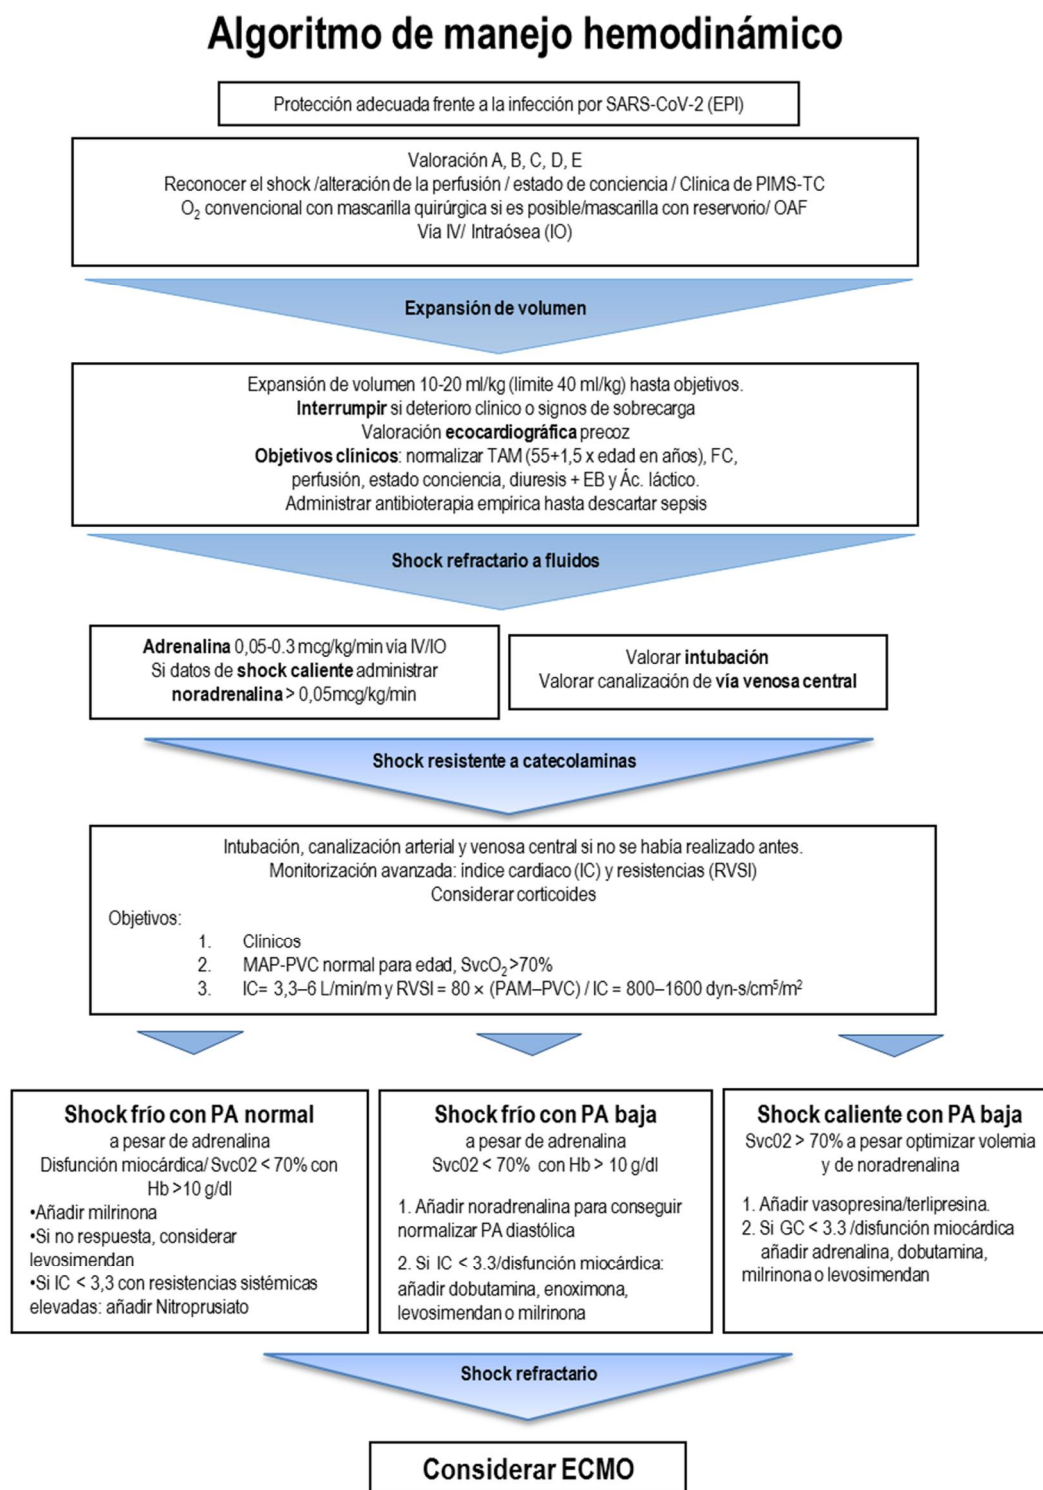 Algoritmo de manejo hemodinámico
Protección adecuada frente a la infección por SARS-CoV-2 (EPI)
Valoración A, B, C, D, E
Reconocer el shock /alteración de la perfusión / estado de conciencia / Clínica de PIMS-TC
O₂ convencional con mascarilla quirúrgica si es posible/mascarilla con reservorio/ OAF
Vía IV/ Intraósea (IO)
Expansión de volumen
Expansión de volumen 10-20 ml/kg (limite 40 ml/kg) hasta objetivos.
Interrumpir si deterioro clínico o signos de sobrecarga
Valoración ecocardiográfica precoz
Objetivos clínicos: normalizar TAM (55+1,5 x edad en años), FC,
perfusión, estado conciencia, diuresis + EB y Ác. láctico.
Administrar antibioterapia empírica hasta descartar sepsis
Shock refractario a fluidos
Adrenalina 0,05-0.3 mcg/kg/min vía IV/IO
Si datos de shock caliente administrar
noradrenalina > 0,05mcg/kg/min
Valorar intubación
Valorar canalización de vía venosa central
Shock resistente a catecolaminas
Intubación, canalización arterial y venosa central si no se había realizado antes.
Monitorización avanzada: índice cardiaco (IC) y resistencias (RVSI)
Considerar corticoides
Objetivos:
1. Clínicos
2. MAP-PVC normal para edad, SvcO₂ >70%
3. IC= 3,3–6 L/min/m y RVSI = 80 × (PAM–PVC) / IC = 800–1600 dyn-s/cm⁵/m²
Shock frío con PA normal
a pesar de adrenalina
Disfunción miocárdica/ Svc02 < 70% con
Hb >10 g/dl
•Añadir milrinona
•Si no respuesta, considerar
levosimendan
•Si IC < 3,3 con resistencias sistémicas
elevadas: añadir Nitroprusiato
Shock frío con PA baja
a pesar de adrenalina
Svc02 < 70% con Hb > 10 g/dl
1. Añadir noradrenalina para conseguir
normalizar PA diastólica
2. Si IC < 3.3/disfunción miocárdica:
añadir dobutamina, enoximona,
levosimendan o milrinona
Shock caliente con PA baja
Svc02 > 70% a pesar optimizar volemia
y de noradrenalina
1. Añadir vasopresina/terlipresina.
2. Si GC < 3.3 /disfunción miocárdica
añadir adrenalina, dobutamina,
milrinona o levosimendan
Shock refractario
Considerar ECMO